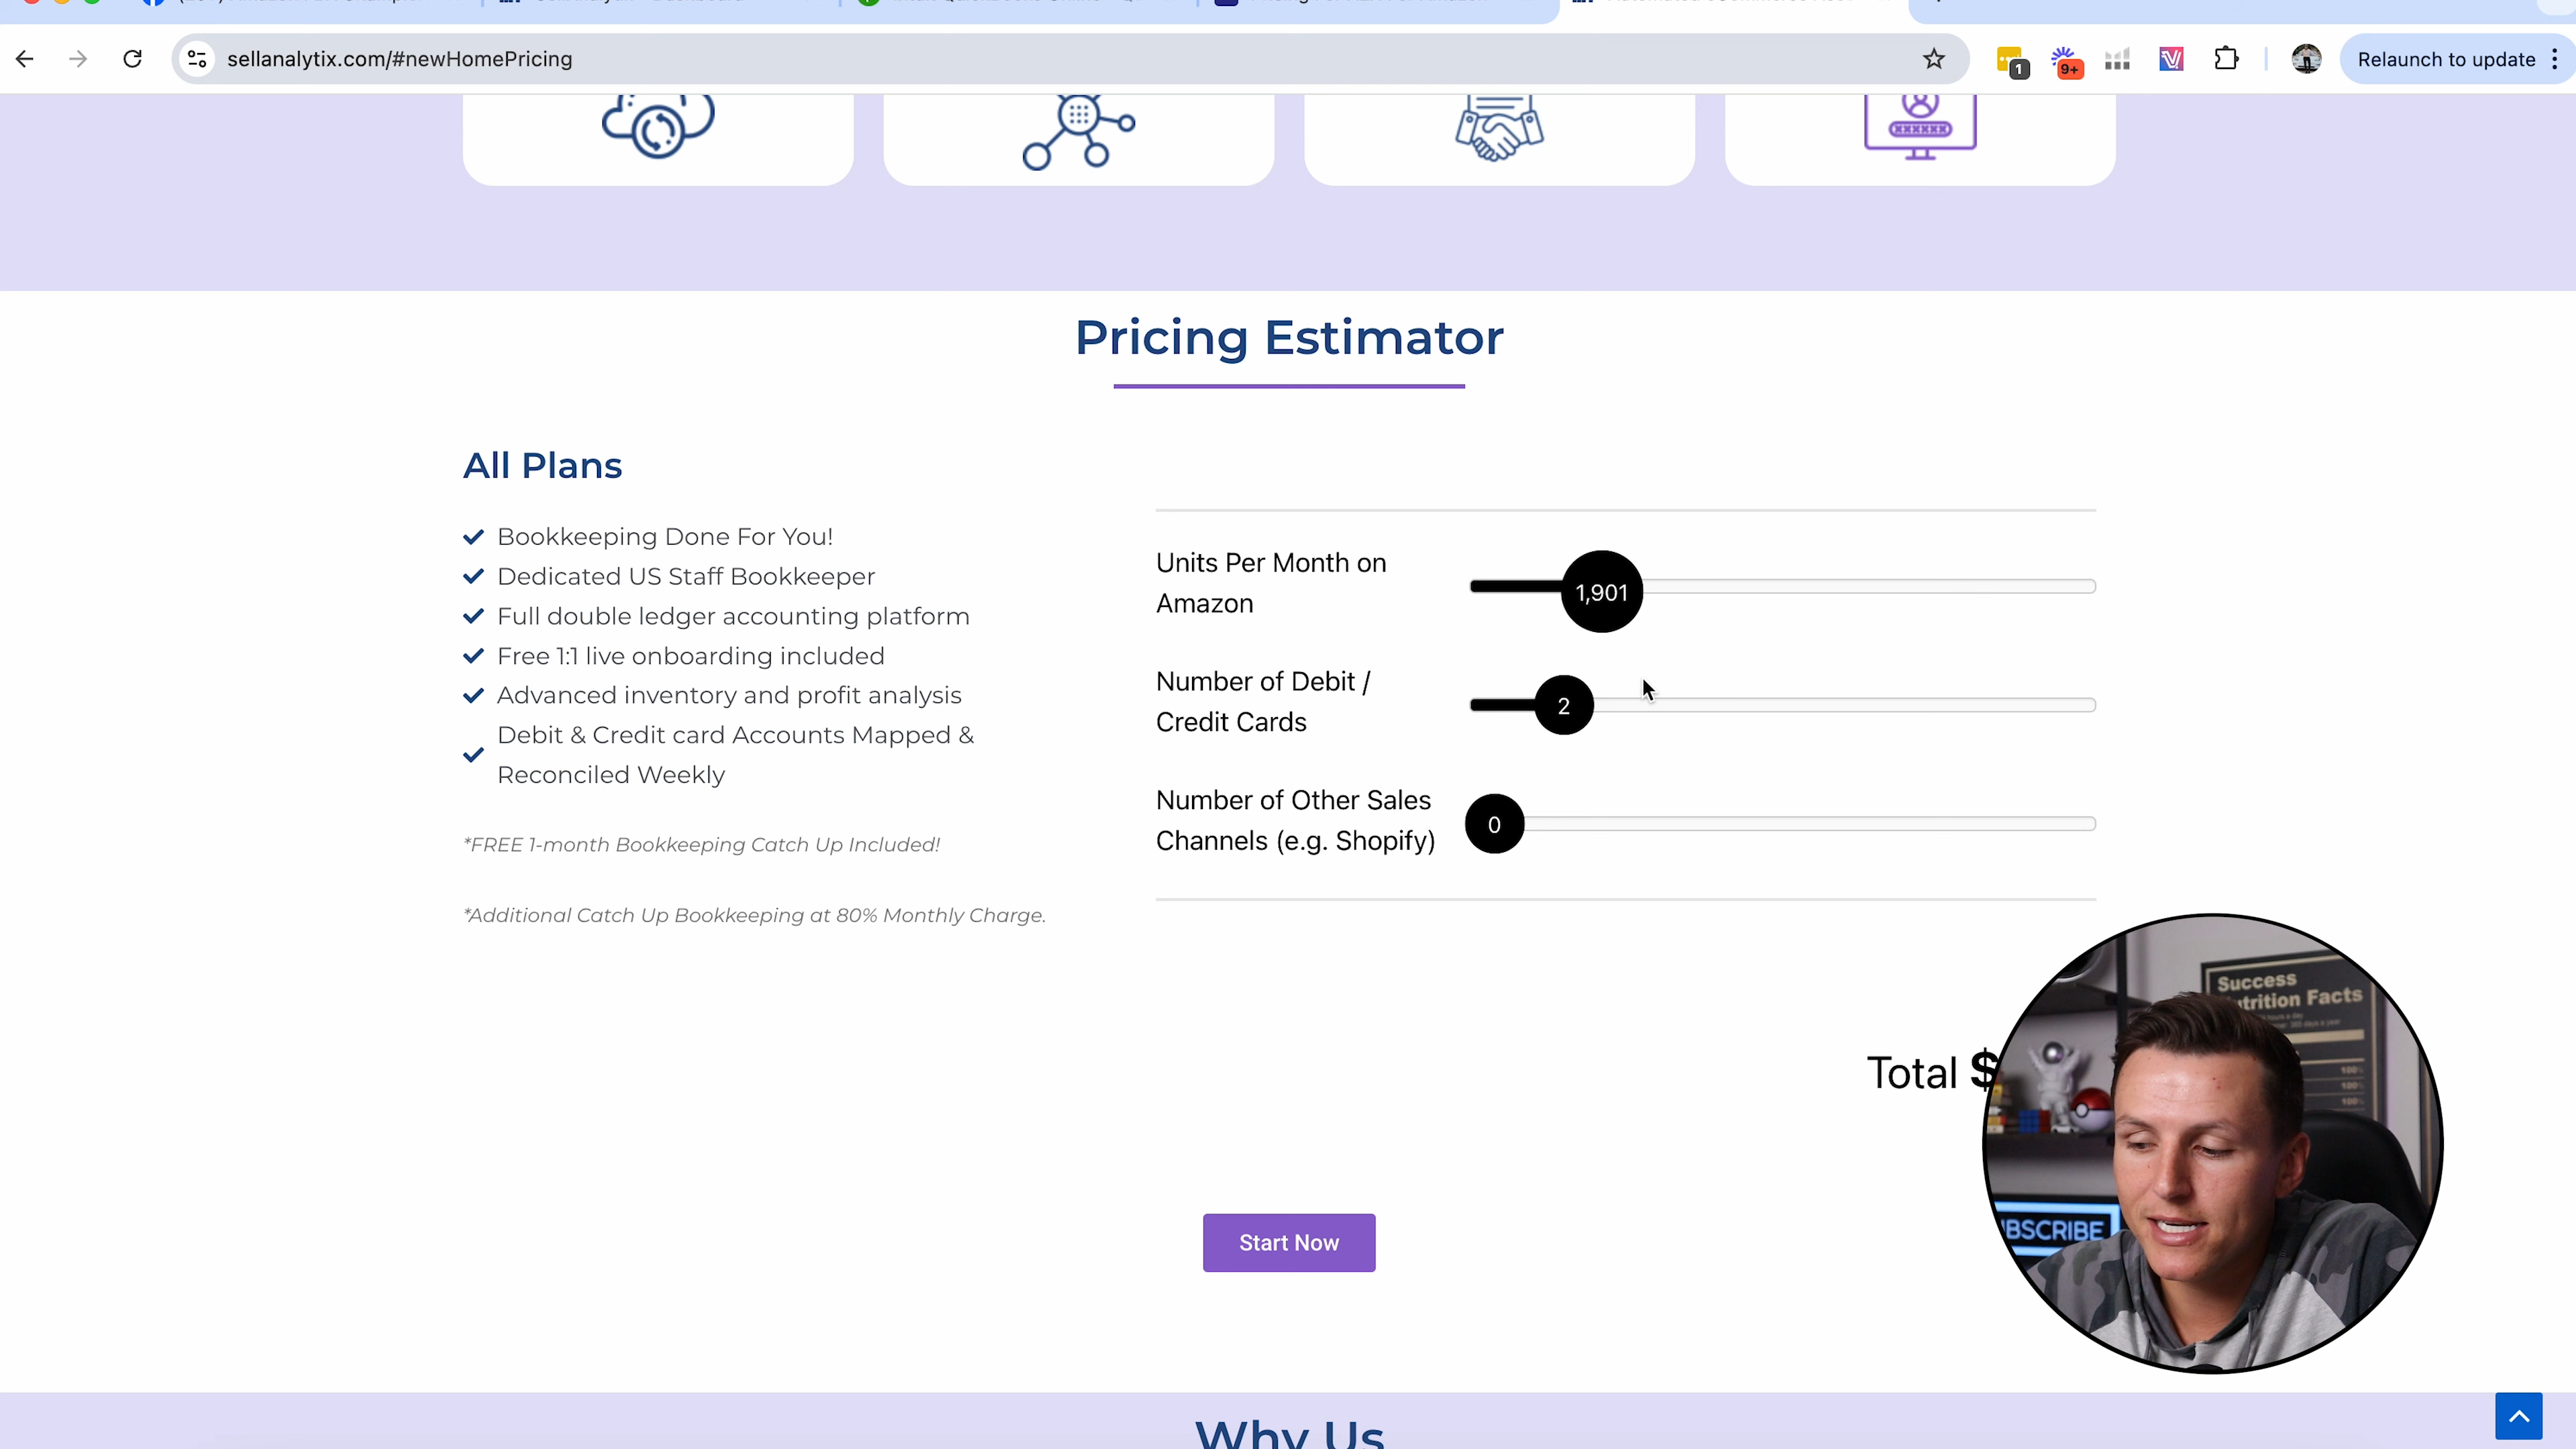 sellanalytix.com/#newHomePricing
1
9+
Relaunch to update
Pricing Estimator
All Plans
Bookkeeping Done For You!
Dedicated US Staff Bookkeeper
Full double ledger accounting platform
Free 1:1 live onboarding included
Advanced inventory and profit analysis
Debit & Credit card Accounts Mapped &
Reconciled Weekly
*FREE 1-month Bookkeeping Catch Up Included!
*Additional Catch Up Bookkeeping at 80% Monthly Charge.
Units Per Month on
Amazon
1,901
Number of Debit /
Credit Cards
2
Number of Other Sales
Channels (e.g. Shopify)
0
Total $
Success
Facts
Start Now
Why Us